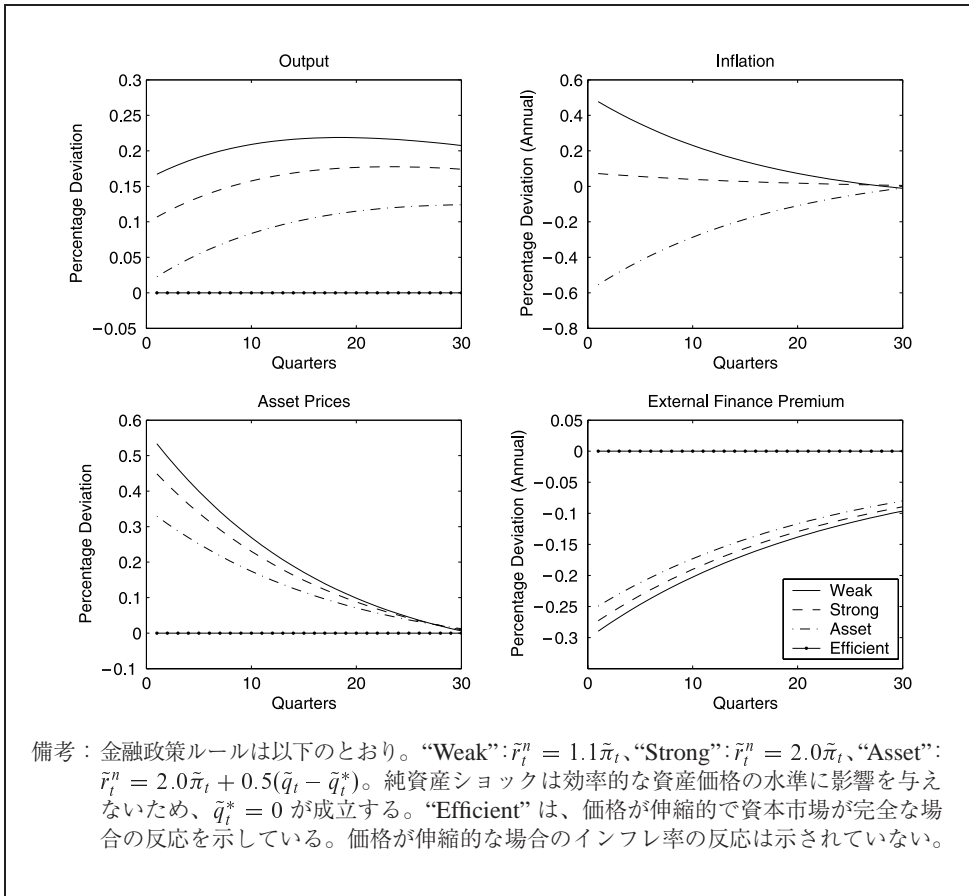 Output
0.3
0.25
0.2
0.15
0.1
0.05
0
−0.05
Percentage Deviation
0 10 20 30
Quarters
Inflation
0.6
0.4
0.2
0
−0.2
−0.4
−0.6
−0.8
Percentage Deviation (Annual)
0 10 20 30
Quarters
Asset Prices
0.6
0.5
0.4
0.3
0.2
0.1
0
−0.1
Percentage Deviation
0 10 20 30
Quarters
External Finance Premium
0.05
0
−0.05
−0.1
−0.15
−0.2
−0.25
−0.3
Percentage Deviation (Annual)
0 10 20 30
Quarters
Weak
Strong
Asset
Efficient
備考：金融政策ルールは以下のとおり。“Weak”：r̃ⁿₜ = 1.1π̃ₜ、“Strong”：r̃ⁿₜ = 2.0π̃ₜ、“Asset”：
r̃ⁿₜ = 2.0π̃ₜ + 0.5(q̃ₜ − q̃*ₜ)。純資産ショックは効率的な資産価格の水準に影響を与え
ないため、q̃*ₜ = 0 が成立する。“Efficient” は、価格が伸縮的で資本市場が完全な場
合の反応を示している。価格が伸縮的な場合のインフレ率の反応は示されていない。